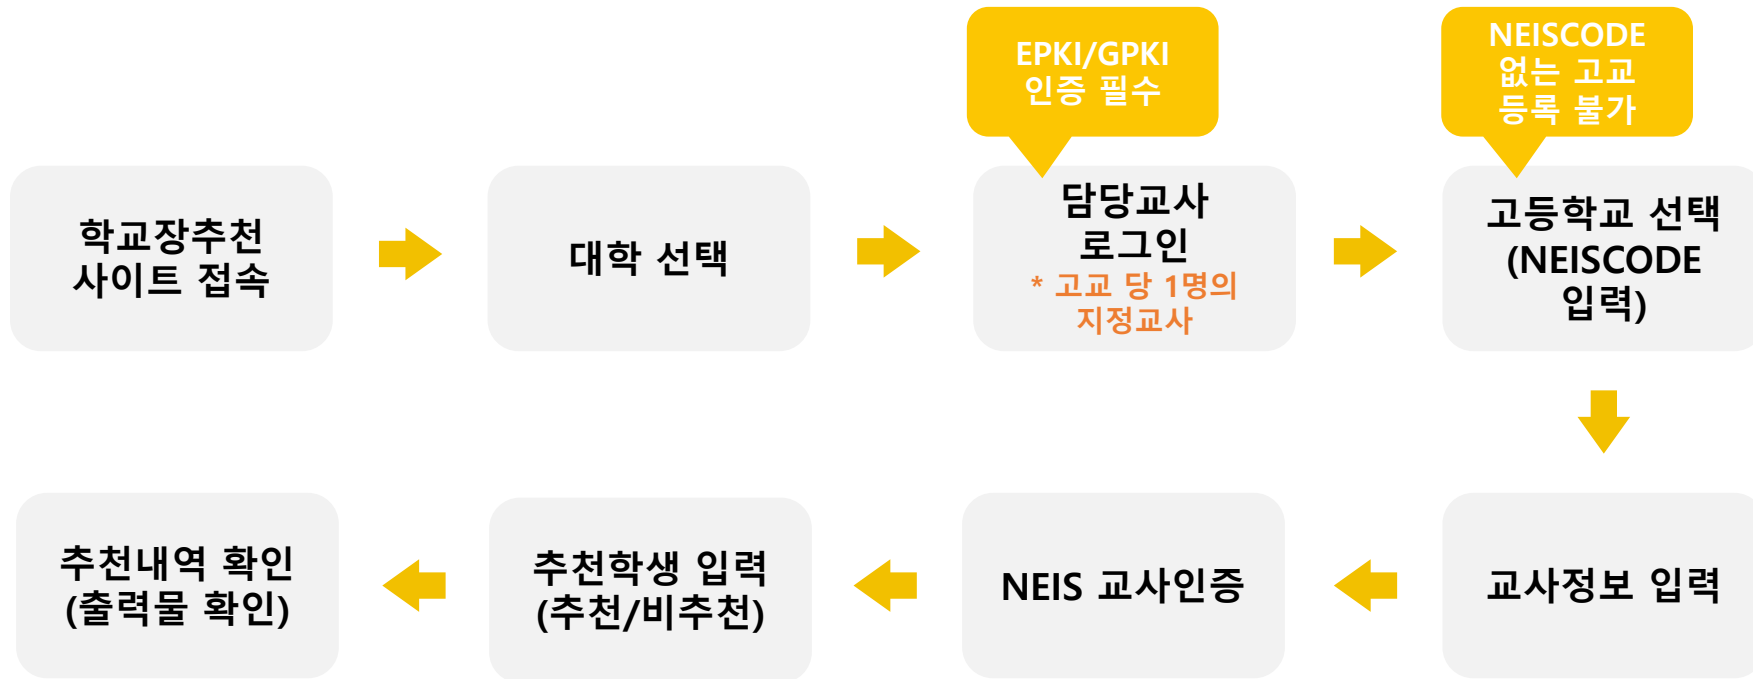 EPKI/GPKI
인증 필수
NEISCODE
없는 고교
등록 불가
학교장추천
사이트 접속
대학 선택
담당교사
로그인
* 고교 당 1명의
지정교사
고등학교 선택
(NEISCODE
입력)
교사정보 입력
NEIS 교사인증
추천학생 입력
(추천/비추천)
추천내역 확인
(출력물 확인)